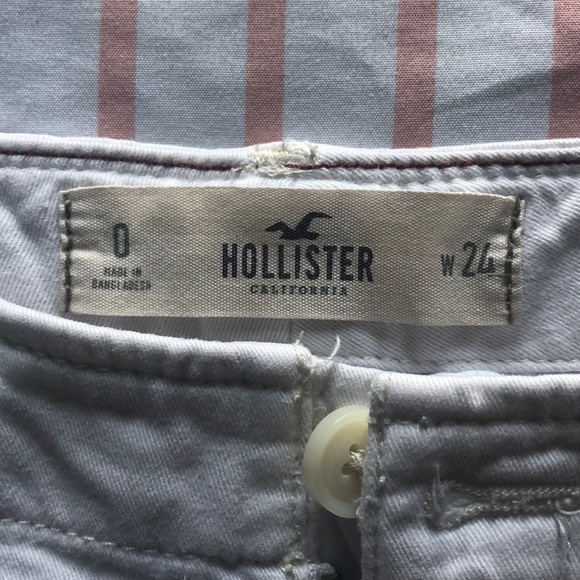 0
MADE IN
BANGLADESH
HOLLISTER
CALIFORNIA
W 24